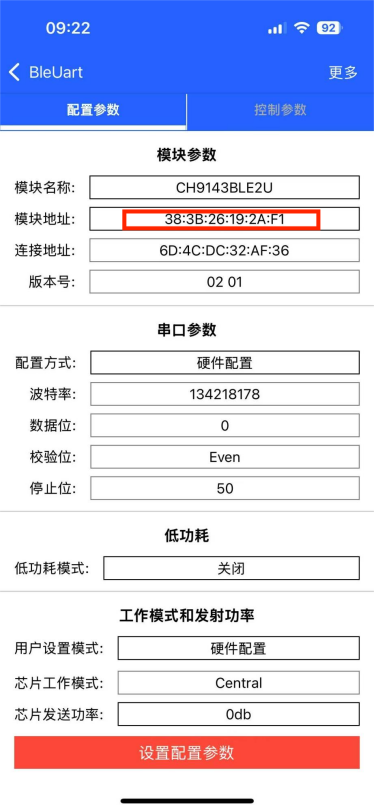 09:22
92
BleUart
更多
配置参数
控制参数
模块参数
模块名称: CH9143BLE2U
模块地址: 38:3B:26:19:2A:F1
连接地址: 6D:4C:DC:32:AF:36
版本号: 02 01
串口参数
配置方式: 硬件配置
波特率: 134218178
数据位: 0
校验位: Even
停止位: 50
低功耗
低功耗模式: 关闭
工作模式和发射功率
用户设置模式: 硬件配置
芯片工作模式: Central
芯片发送功率: 0db
设置配置参数